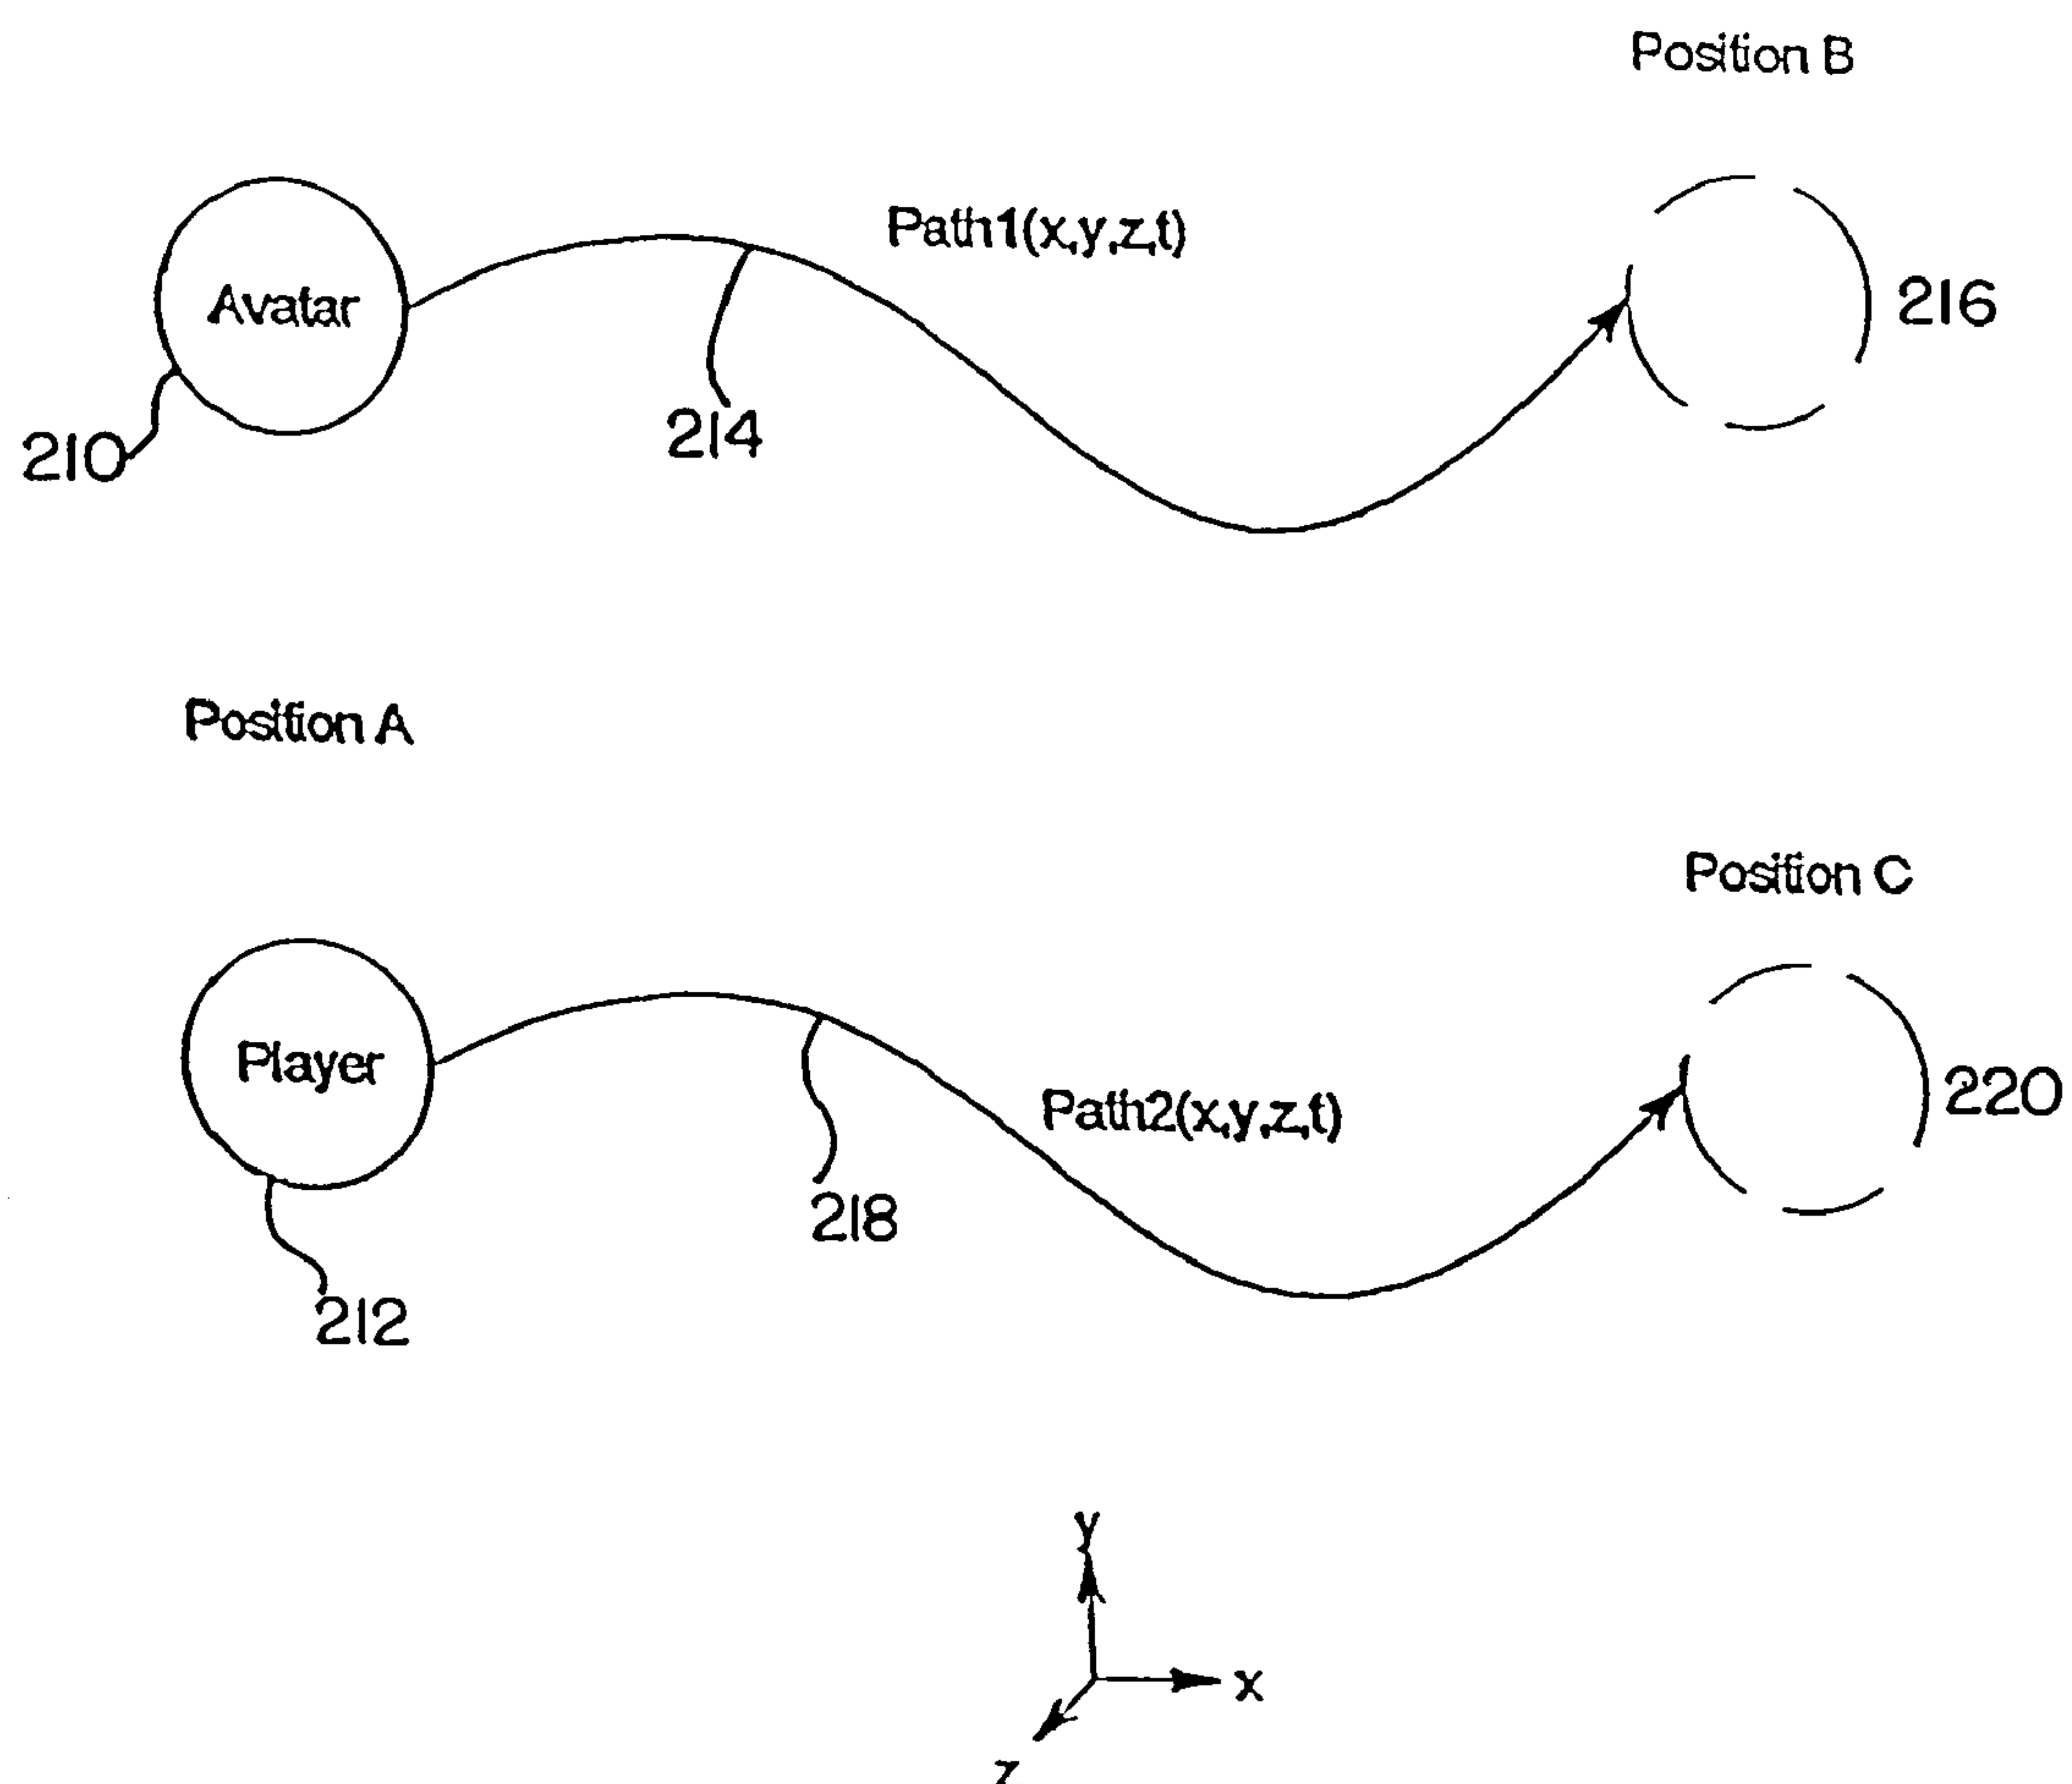 Position B
Path1(x,y,z,t)
Avatar
216
214
210
Position A
Position C
Player
Path2(x,y,z,t)
220
218
212
y
x
z